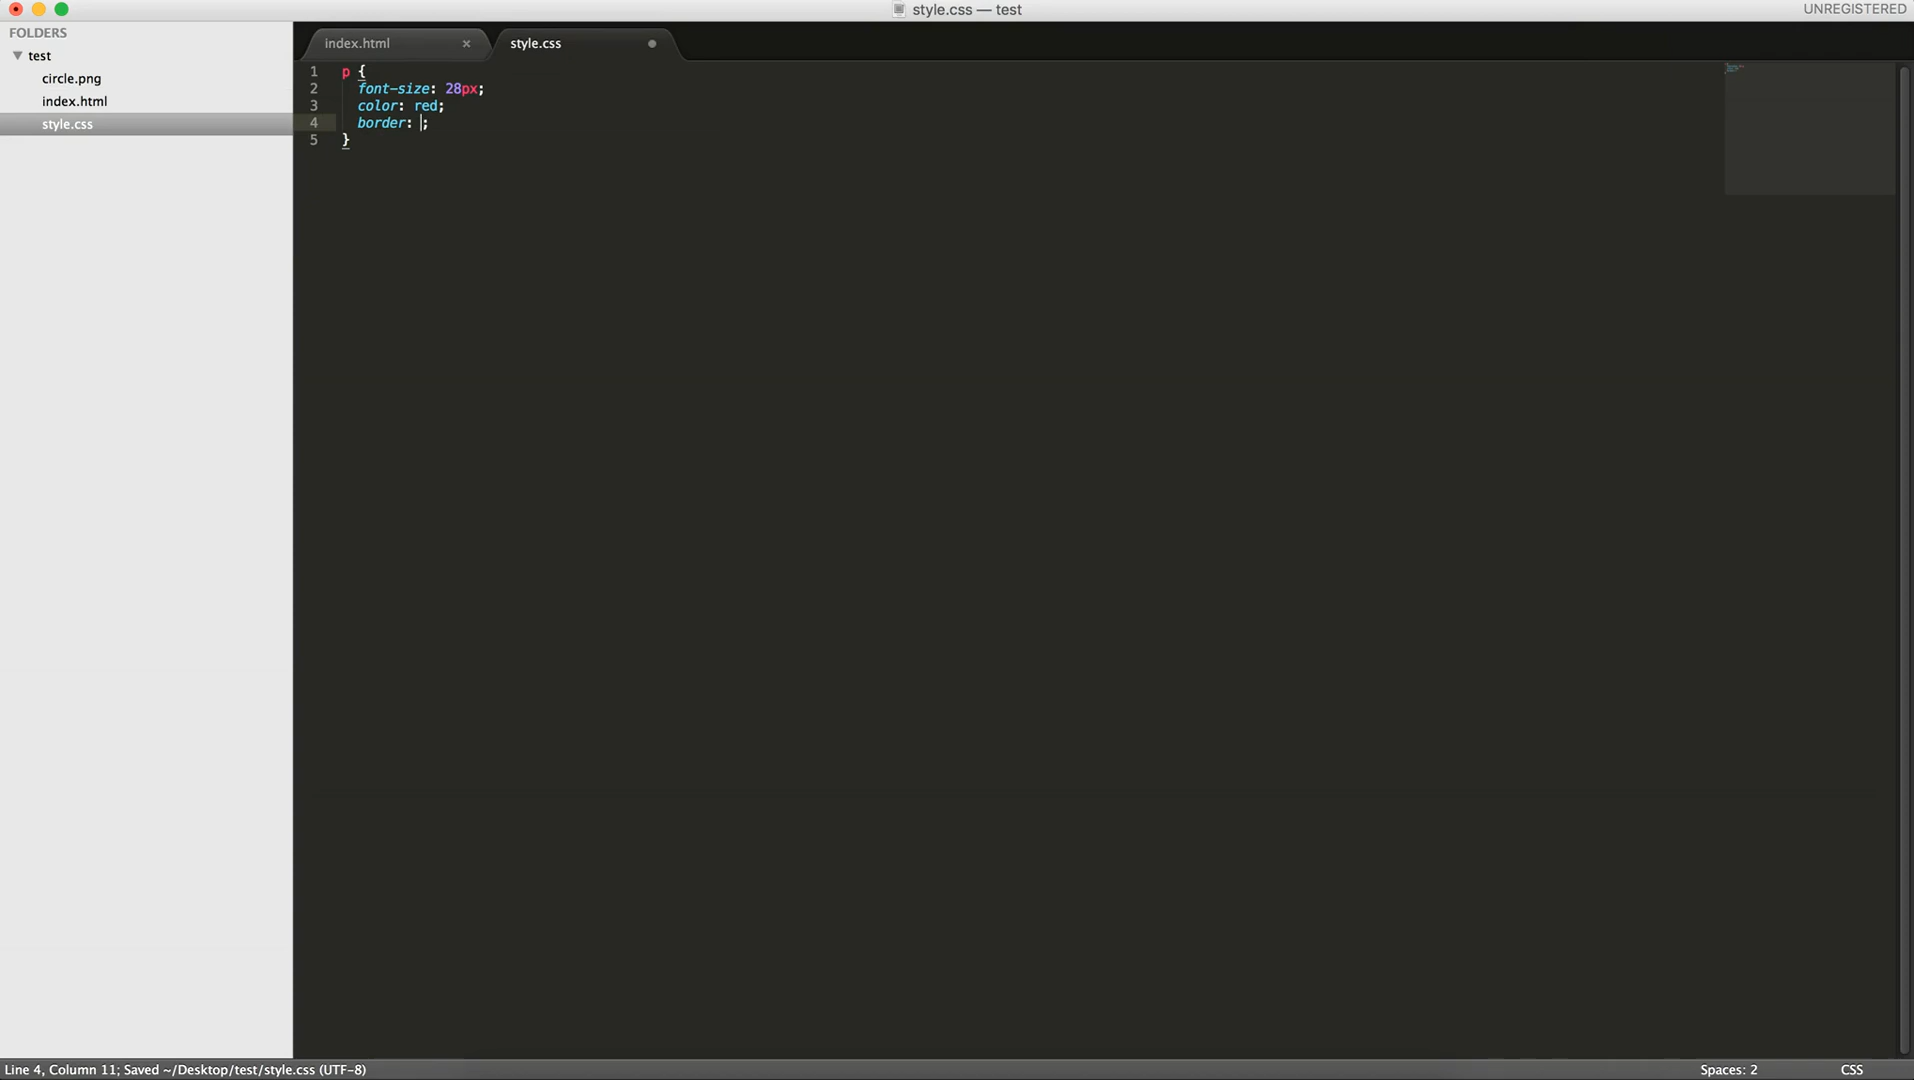 style.css — test
UNREGISTERED
FOLDERS
test
circle.png
index.html
style.css
index.html ×
style.css
1 p {
2 font-size: 28px;
3 color: red;
4 border: ;
5 }
Line 4, Column 11; Saved ~/Desktop/test/style.css (UTF-8)
Spaces: 2
CSS